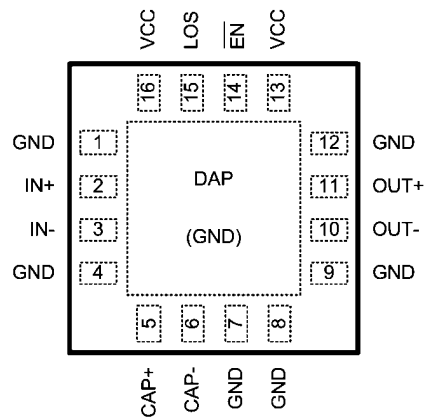 VCC LOS E̅N̅ VCC
16 15 14 13
GND 1 12 GND
IN+ 2 DAP 11 OUT+
IN- 3 (GND) 10 OUT-
GND 4 9 GND
5 6 7 8
CAP+ CAP- GND GND